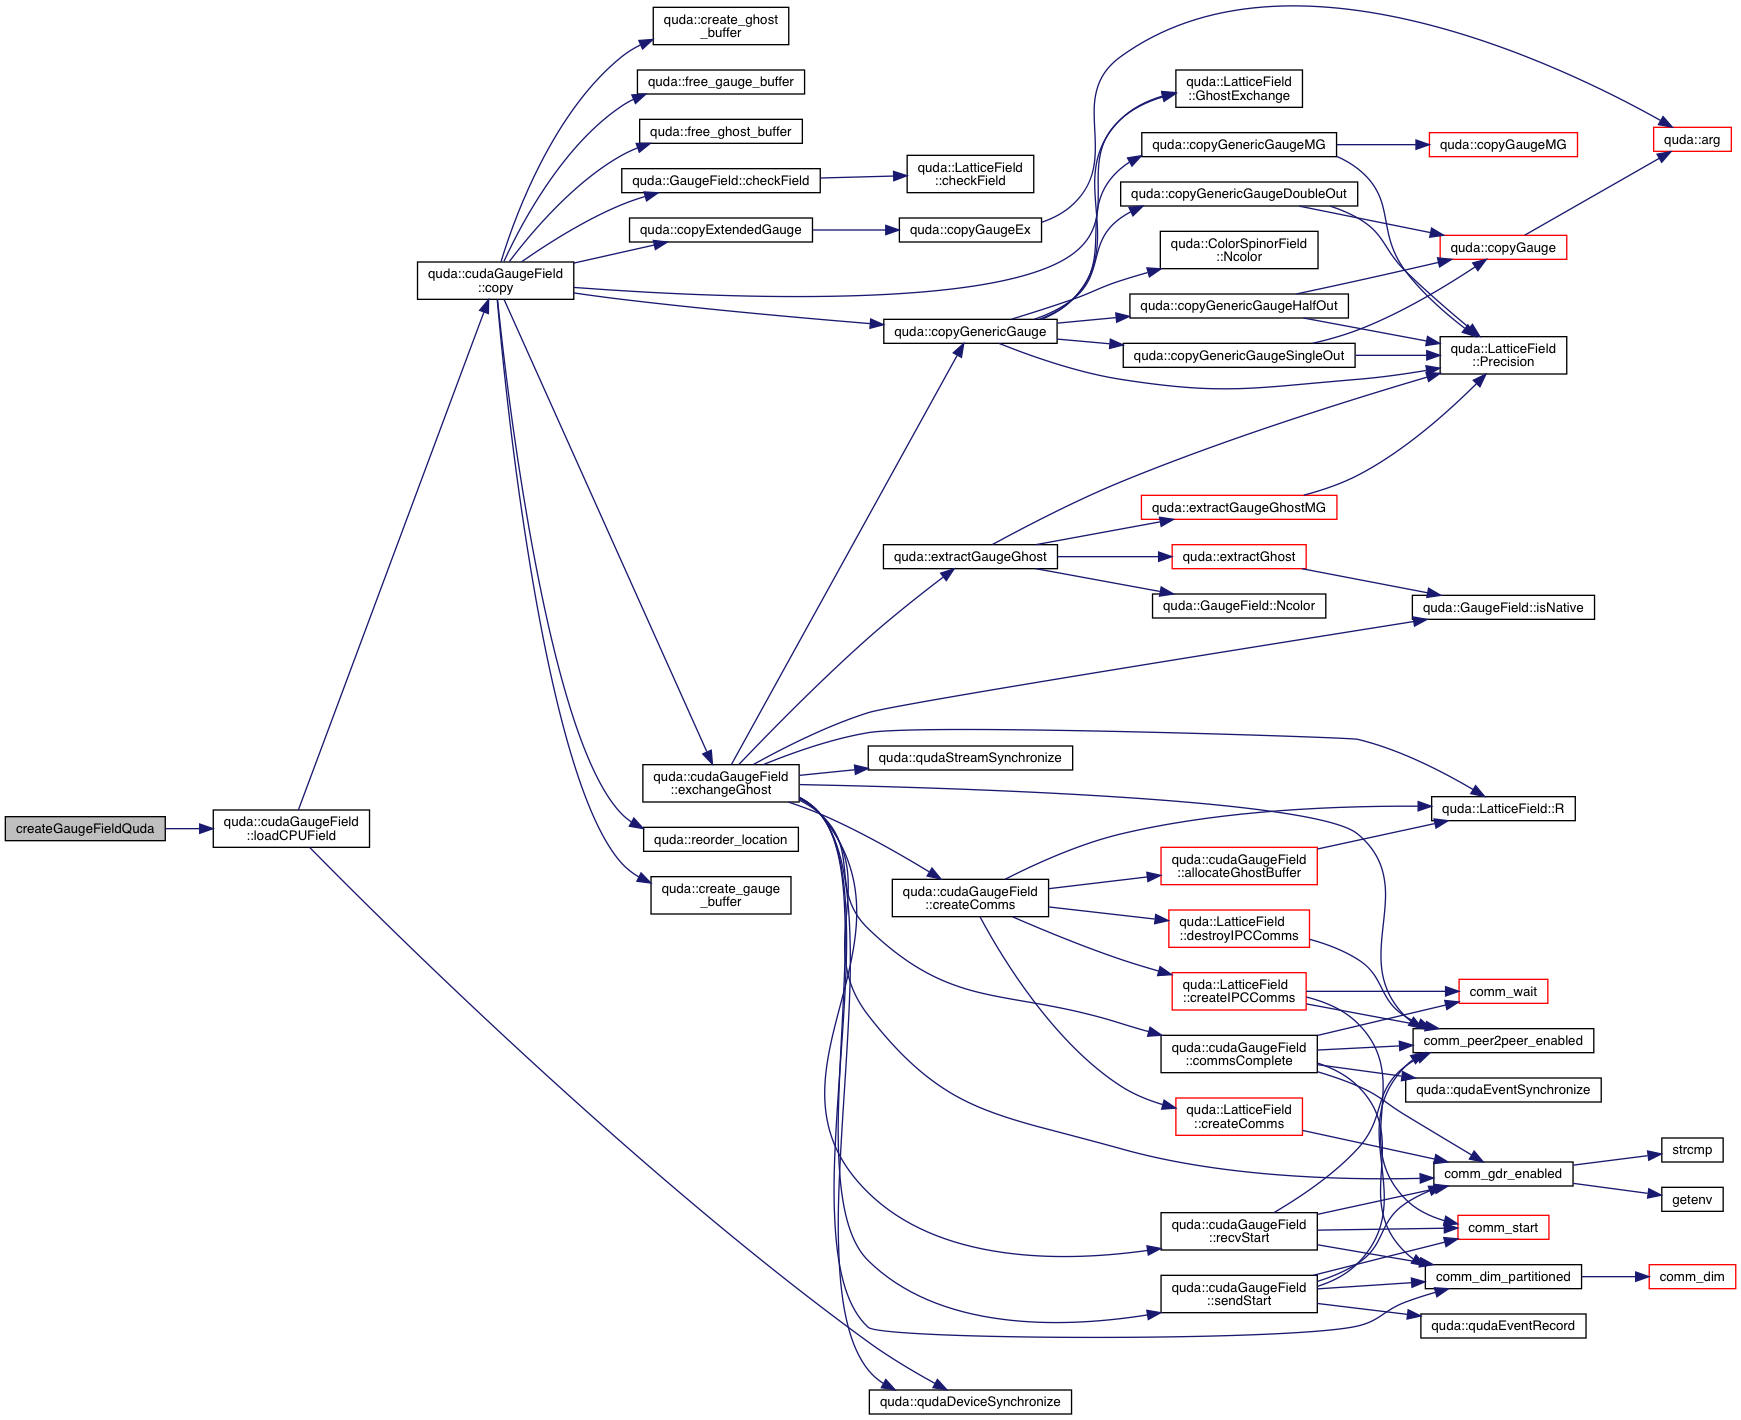 createGaugeFieldQuda
quda::cudaGaugeField
::loadCPUField
quda::cudaGaugeField
::copy
quda::create_ghost
_buffer
quda::free_gauge_buffer
quda::free_ghost_buffer
quda::GaugeField::checkField
quda::copyExtendedGauge
quda::cudaGaugeField
::exchangeGhost
quda::reorder_location
quda::create_gauge
_buffer
quda::LatticeField
::checkField
quda::copyGaugeEx
quda::copyGenericGauge
quda::extractGaugeGhost
quda::qudaStreamSynchronize
quda::cudaGaugeField
::createComms
quda::qudaDeviceSynchronize
quda::LatticeField
::GhostExchange
quda::copyGenericGaugeMG
quda::copyGenericGaugeDoubleOut
quda::ColorSpinorField
::Ncolor
quda::copyGenericGaugeHalfOut
quda::copyGenericGaugeSingleOut
quda::extractGaugeGhostMG
quda::extractGhost
quda::GaugeField::Ncolor
quda::cudaGaugeField
::allocateGhostBuffer
quda::LatticeField
::destroyIPCComms
quda::LatticeField
::createIPCComms
quda::cudaGaugeField
::commsComplete
quda::LatticeField
::createComms
quda::cudaGaugeField
::recvStart
quda::cudaGaugeField
::sendStart
quda::copyGaugeMG
quda::copyGauge
quda::LatticeField
::Precision
quda::GaugeField::isNative
quda::LatticeField::R
comm_wait
comm_peer2peer_enabled
quda::qudaEventSynchronize
comm_gdr_enabled
comm_start
comm_dim_partitioned
quda::qudaEventRecord
quda::arg
strcmp
getenv
comm_dim